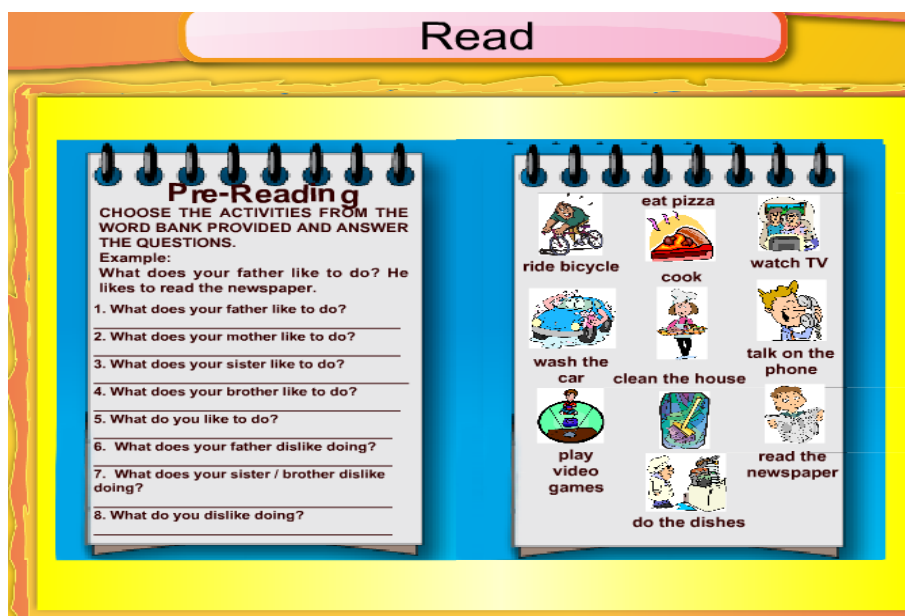 Read
Pre-Reading
CHOOSE THE ACTIVITIES FROM THE
WORD BANK PROVIDED AND ANSWER
THE QUESTIONS.
Example:
What does your father like to do? He
likes to read the newspaper.
1. What does your father like to do?
2. What does your mother like to do?
3. What does your sister like to do?
4. What does your brother like to do?
5. What do you like to do?
6. What does your father dislike doing?
7. What does your sister / brother dislike
doing?
8. What do you dislike doing?
eat pizza
ride bicycle
cook
watch TV
wash the
car
clean the house
talk on the
phone
play
video
games
read the
newspaper
do the dishes